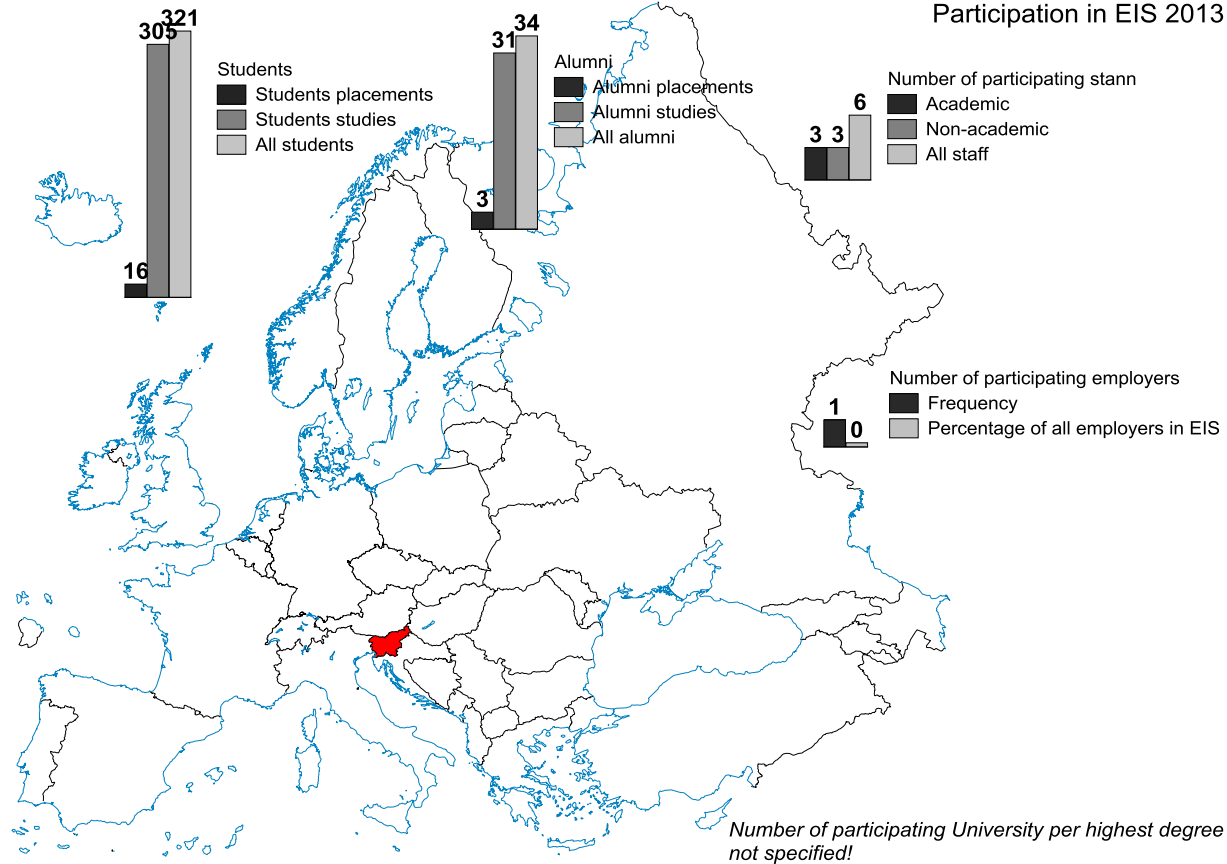 Participation in EIS 2013
321
305
16
Students
Students placements
Students studies
All students
34
31
3
Alumni
Alumni placements
Alumni studies
All alumni
Number of participating stann
Academic
Non-academic
All staff
6
3 3
Number of participating employers
Frequency
Percentage of all employers in EIS
1
0
Number of participating University per highest degree
not specified!